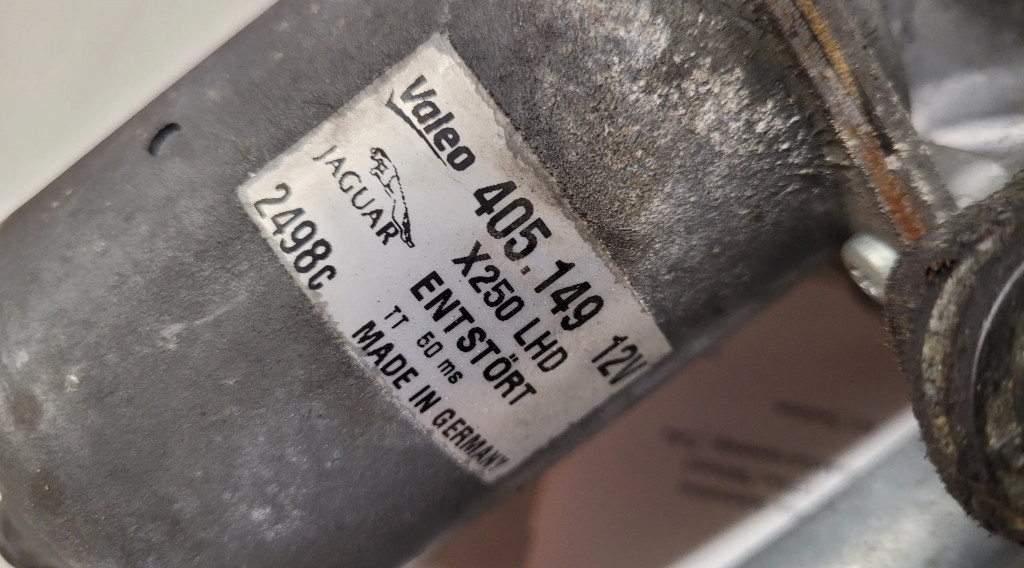 Valeo 405.149 12V
JAGUAR X250 LHD
2498C ENTSTÖRT
TT 50 ms
MADE IN GERMANY